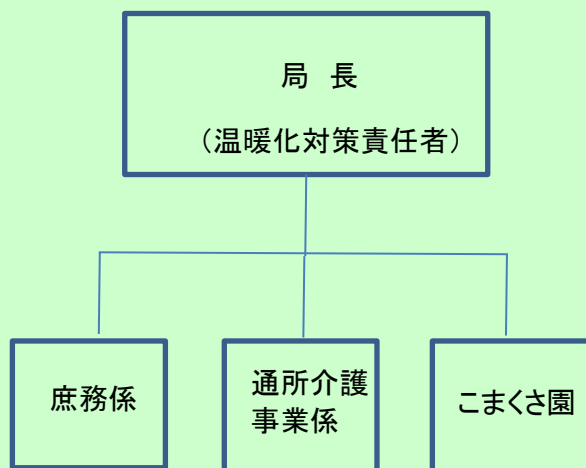 局 長
（温暖化対策責任者）
庶務係
通所介護
事業係
こまくさ園